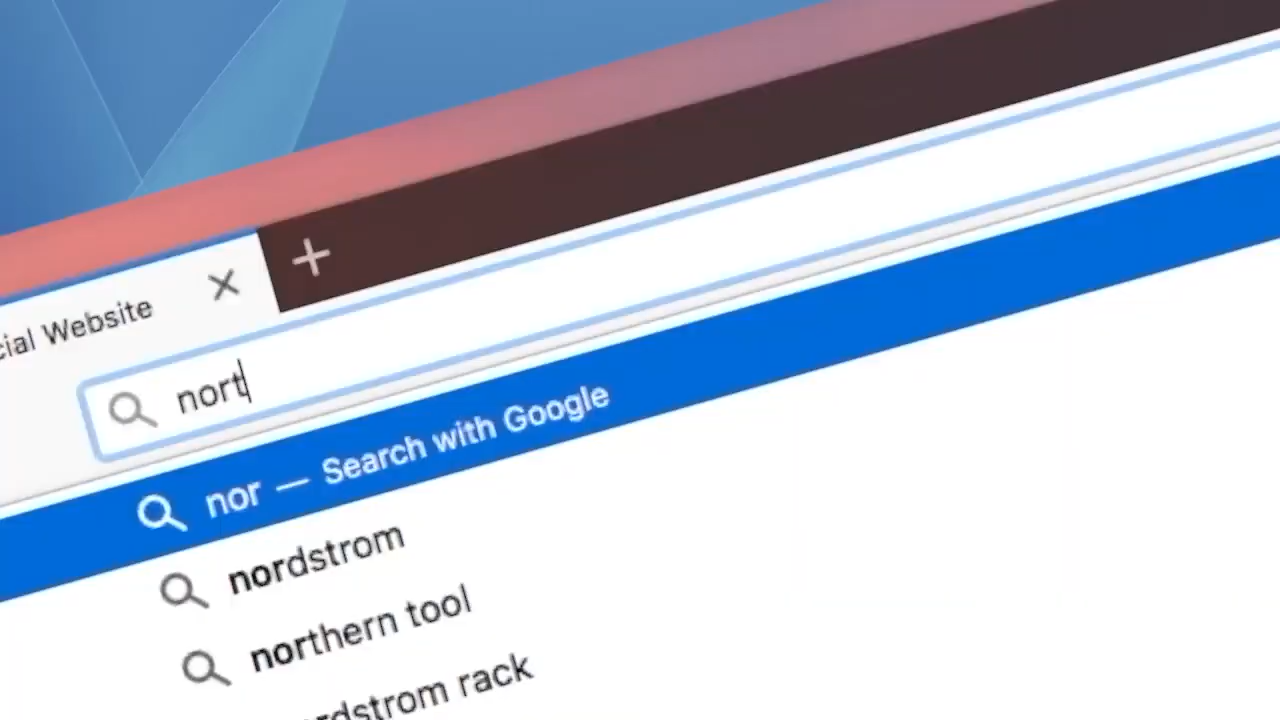 cial Website
nort
nor — Search with Google
nordstrom
northern tool
rdstrom rack